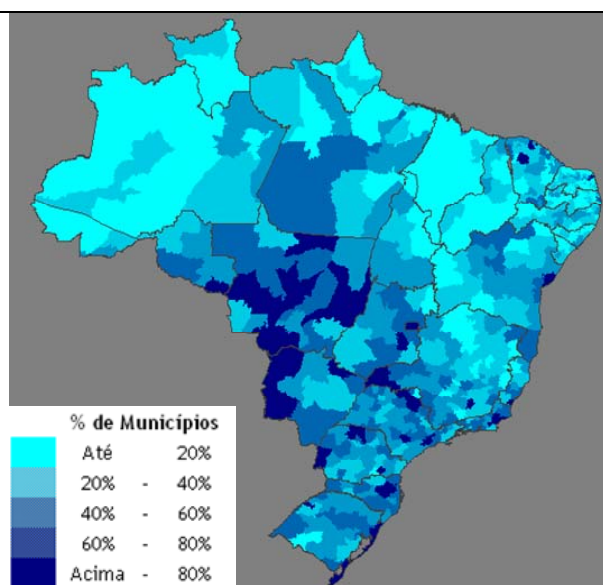 % de Municípios
Até 20%
20% - 40%
40% - 60%
60% - 80%
Acima - 80%